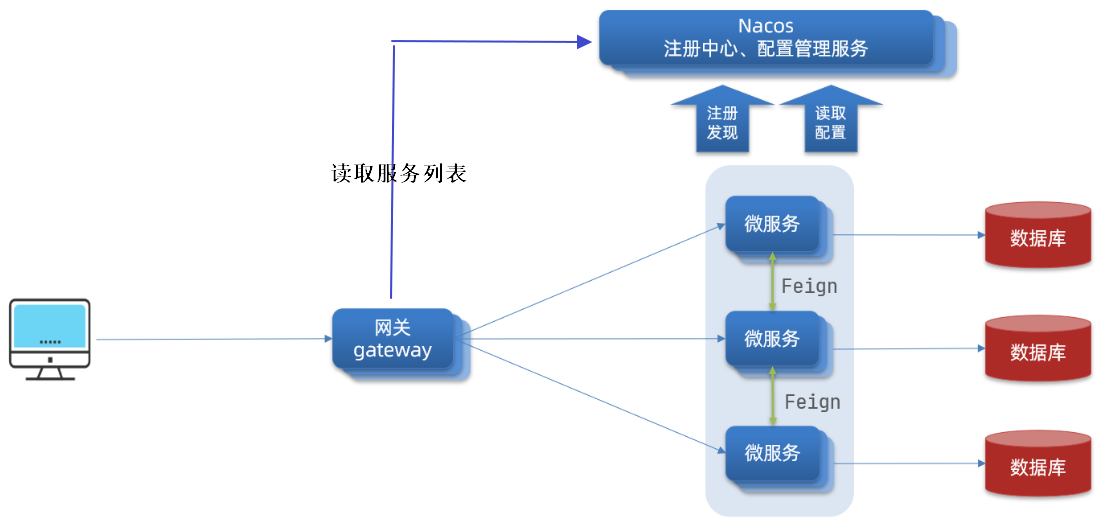 Nacos
注册中心、配置管理服务
注册
发现
读取
配置
读取服务列表
微服务
数据库
Feign
网关
gateway
微服务
数据库
Feign
微服务
数据库